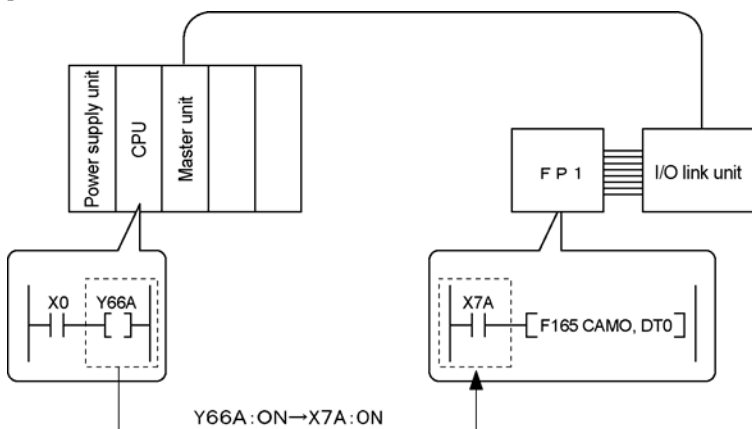 Power supply unit
CPU
Master unit
FP1
I/O link unit
X0
Y66A
X7A
F165 CAMO, DT0
Y66A:ON→X7A:ON